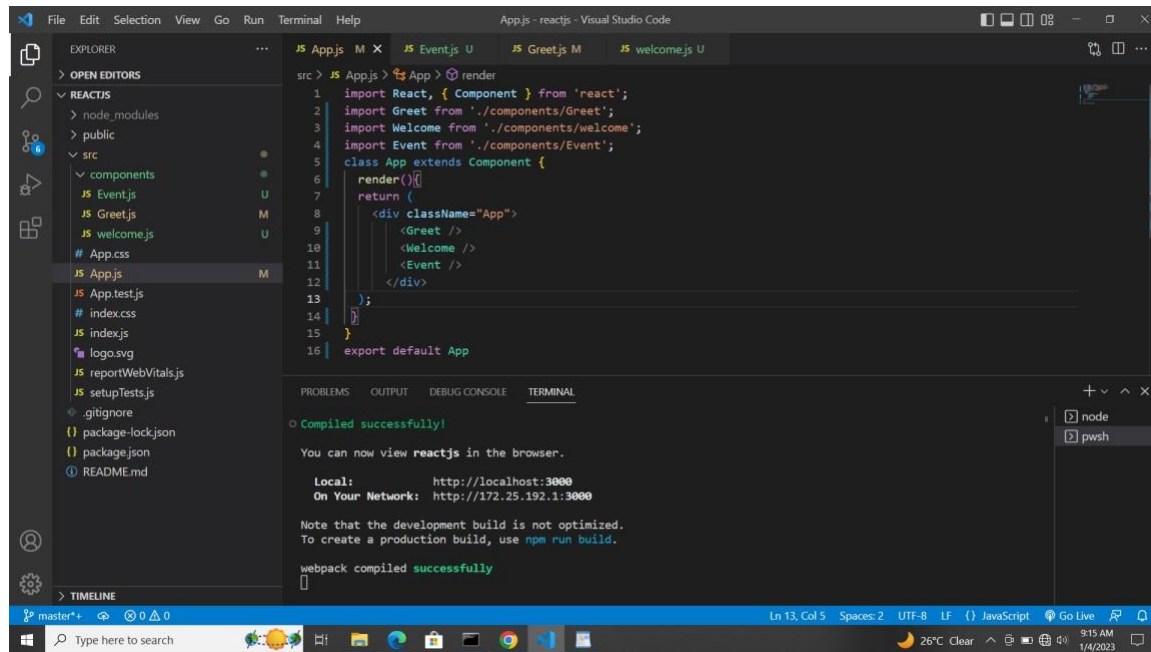 File Edit Selection View Go Run Terminal Help
App.js - reactjs - Visual Studio Code
EXPLORER
OPEN EDITORS
REACTJS
node_modules
public
src
components
JS Event.js U
JS Greet.js M
JS welcome.js U
# App.css
JS App.js M
JS App.test.js
# index.css
JS index.js
logo.svg
JS reportWebVitals.js
JS setupTests.js
.gitignore
{} package-lock.json
{} package.json
README.md
TIMELINE
6
JS App.js M JS Event.js U JS Greet.js M JS welcome.js U
src > JS App.js > App > render
1 import React, { Component } from 'react';
2 import Greet from './components/Greet';
3 import Welcome from './components/welcome';
4 import Event from './components/Event';
5 class App extends Component {
6 render(){
7 return (
8 <div className="App">
9 <Greet />
10 <Welcome />
11 <Event />
12 </div>
13 );
14 }
15 }
16 export default App
PROBLEMS OUTPUT DEBUG CONSOLE TERMINAL
Compiled successfully!
You can now view reactjs in the browser.
Local: http://localhost:3000
On Your Network: http://172.25.192.1:3000
Note that the development build is not optimized.
To create a production build, use npm run build.
webpack compiled successfully
node
pwsh
master*+ 0 0 Ln 13, Col 5 Spaces: 2 UTF-8 LF {} JavaScript Go Live
Type here to search
26°C Clear
9:15 AM
1/4/2023